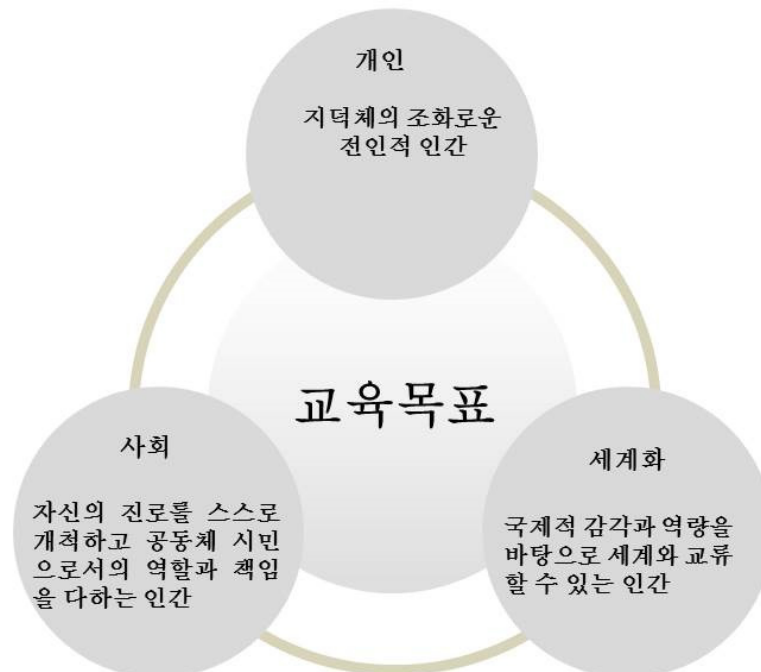 개인
지덕체의 조화로운
전인적 인간
교육목표
사회
자신의 진로를 스스로
개척하고 공동체 시민
으로서의 역할과 책임
을 다하는 인간
세계화
국제적 감각과 역량을
바탕으로 세계와 교류
할 수 있는 인간